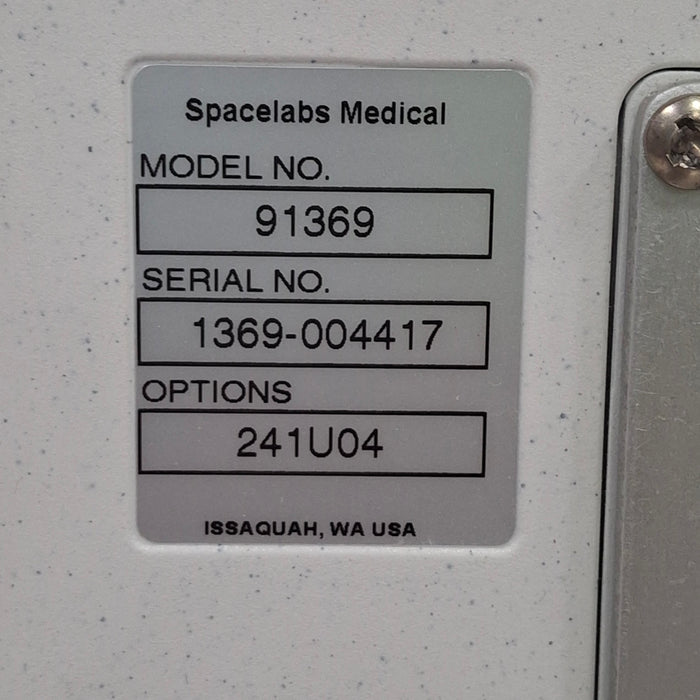 Spacelabs Medical
MODEL NO.
91369
SERIAL NO.
1369-004417
OPTIONS
241U04
ISSAQUAH, WA USA